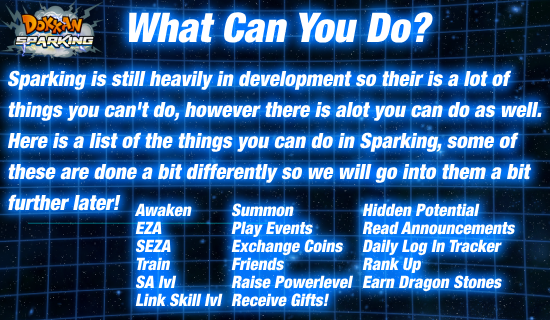 DOKKAN
SPARKING
What Can You Do?
Sparking is still heavily in development so their is a lot of
things you can't do, however there is alot you can do as well.
Here is a list of the things you can do in Sparking, some of
these are done a bit differently so we will go into them a bit
further later!
Awaken
EZA
SEZA
Train
SA lvl
Link Skill lvl
Summon
Play Events
Exchange Coins
Friends
Raise Powerlevel
Receive Gifts!
Hidden Potential
Read Announcements
Daily Log In Tracker
Rank Up
Earn Dragon Stones